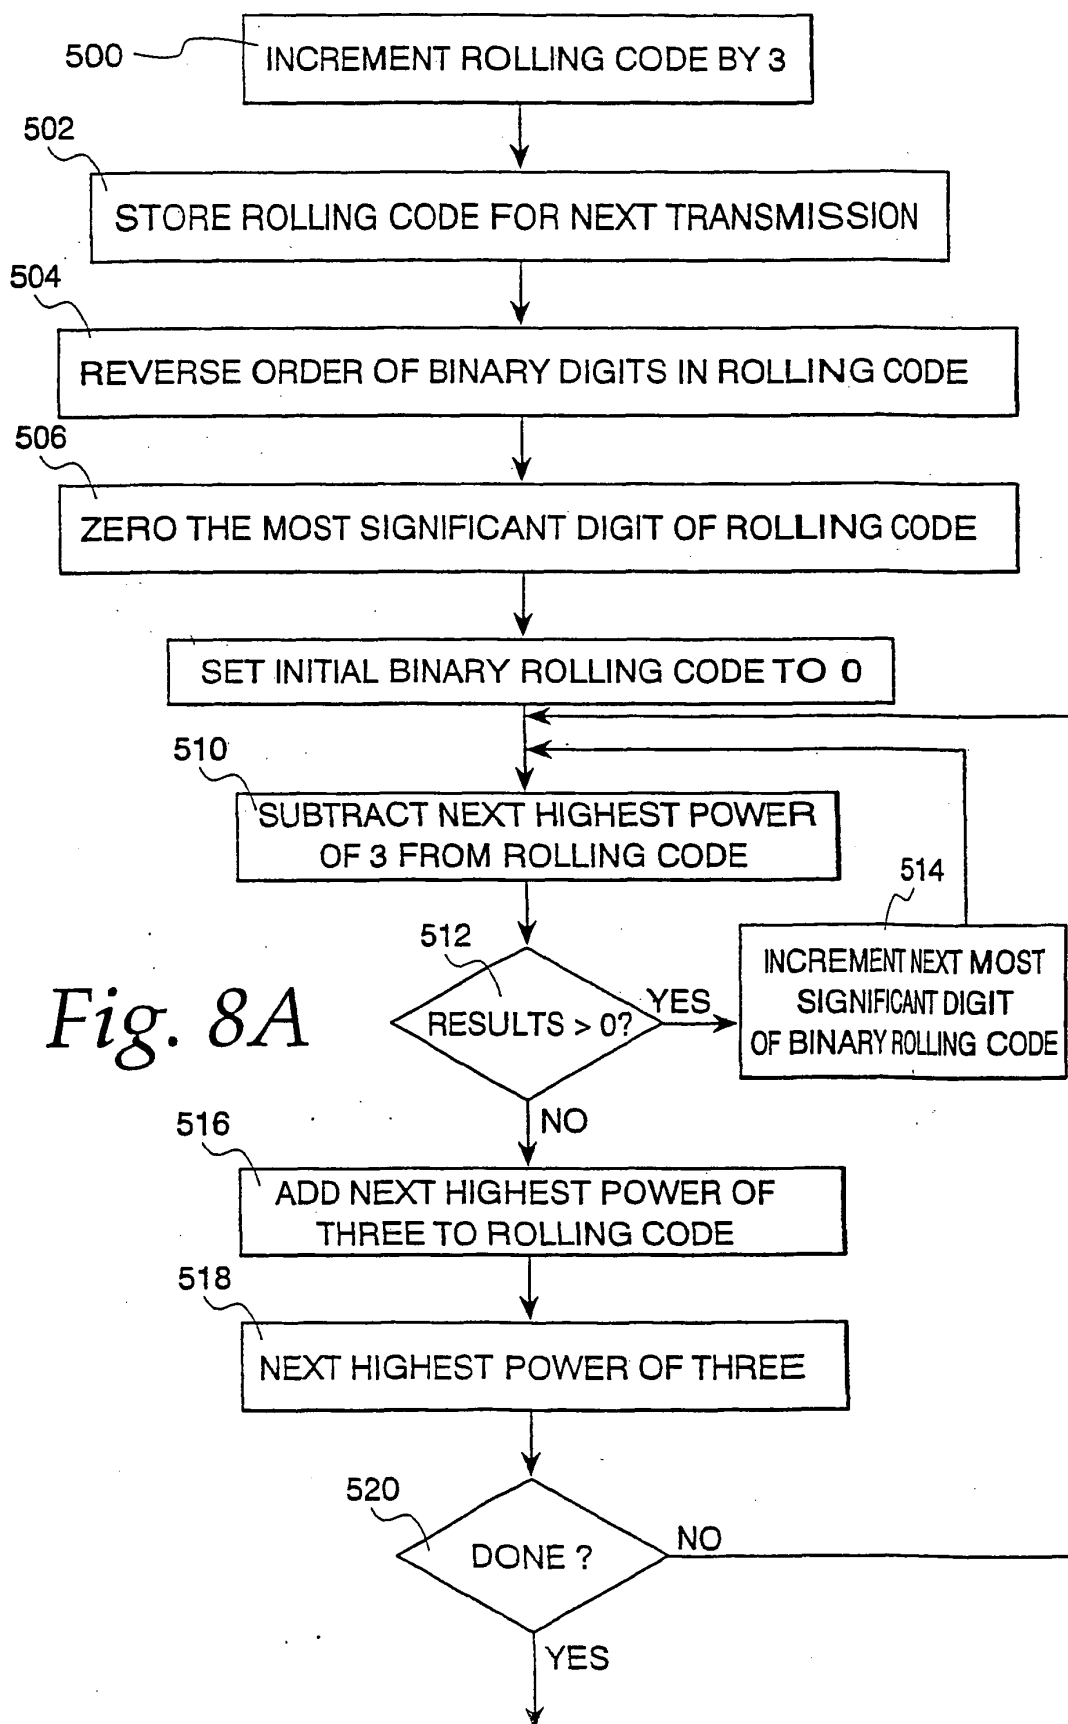 500
INCREMENT ROLLING CODE BY 3
502
STORE ROLLING CODE FOR NEXT TRANSMISSION
504
REVERSE ORDER OF BINARY DIGITS IN ROLLING CODE
506
ZERO THE MOST SIGNIFICANT DIGIT OF ROLLING CODE
SET INITIAL BINARY ROLLING CODE TO 0
510
SUBTRACT NEXT HIGHEST POWER
OF 3 FROM ROLLING CODE
512
RESULTS > 0?
YES
514
INCREMENT NEXT MOST
SIGNIFICANT DIGIT
OF BINARY ROLLING CODE
Fig. 8A
NO
516
ADD NEXT HIGHEST POWER OF
THREE TO ROLLING CODE
518
NEXT HIGHEST POWER OF THREE
520
DONE ?
NO
YES